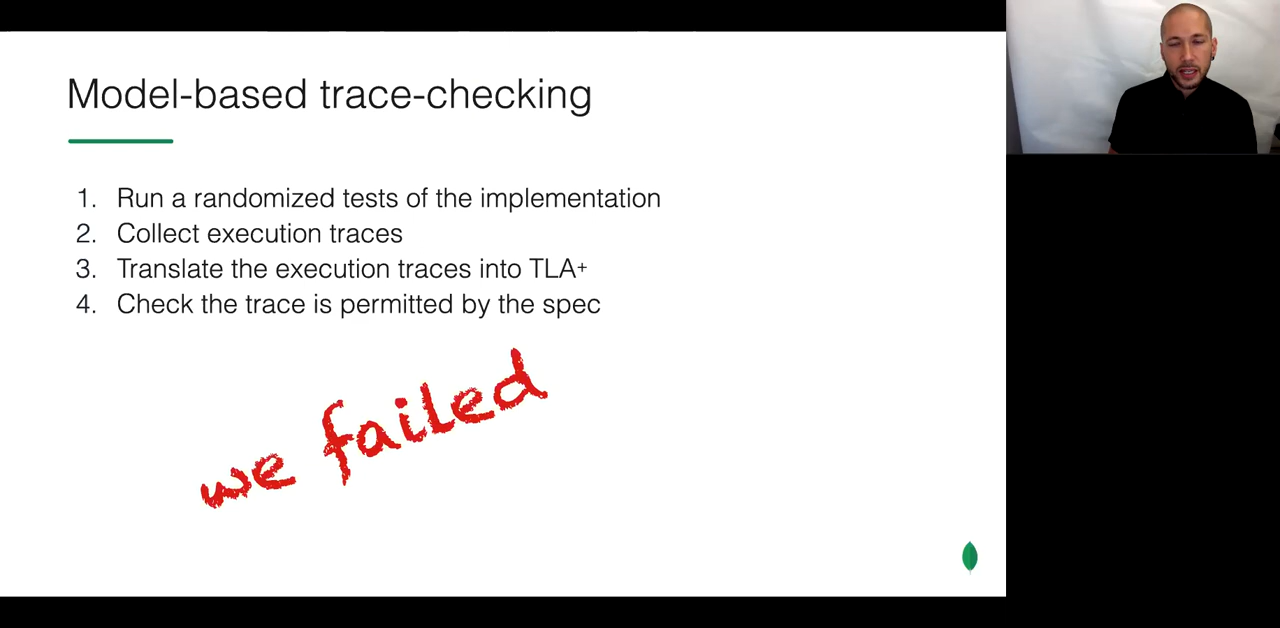 Model-based trace-checking
1. Run a randomized tests of the implementation
2. Collect execution traces
3. Translate the execution traces into TLA+
4. Check the trace is permitted by the spec
we failed